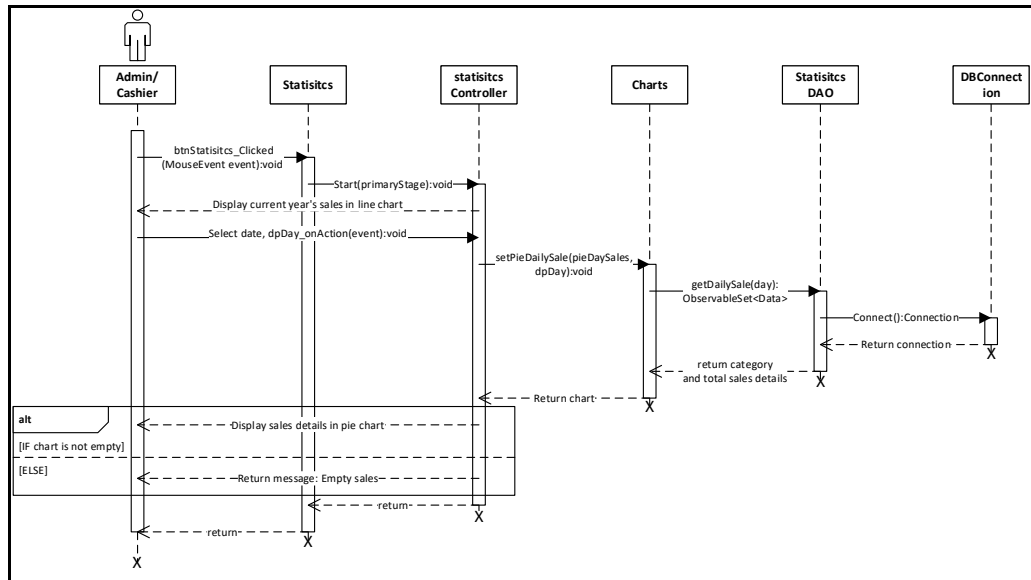 Admin/
Cashier
Statisitcs
statisitcs
Controller
Charts
Statisitcs
DAO
DBConnect
ion
btnStatisitcs_Clicked
(MouseEvent event):void
Start(primaryStage):void
Display current year's sales in line chart
Select date, dpDay_onAction(event):void
setPieDailySale(pieDaySales,
dpDay):void
getDailySale(day):
ObservableSet<Data>
Connect():Connection
Return connection
X
return category
and total sales details
X
Return chart
X
alt
Display sales details in pie chart
[IF chart is not empty]
[ELSE]
Return message: Empty sales
return
X
return
X
X